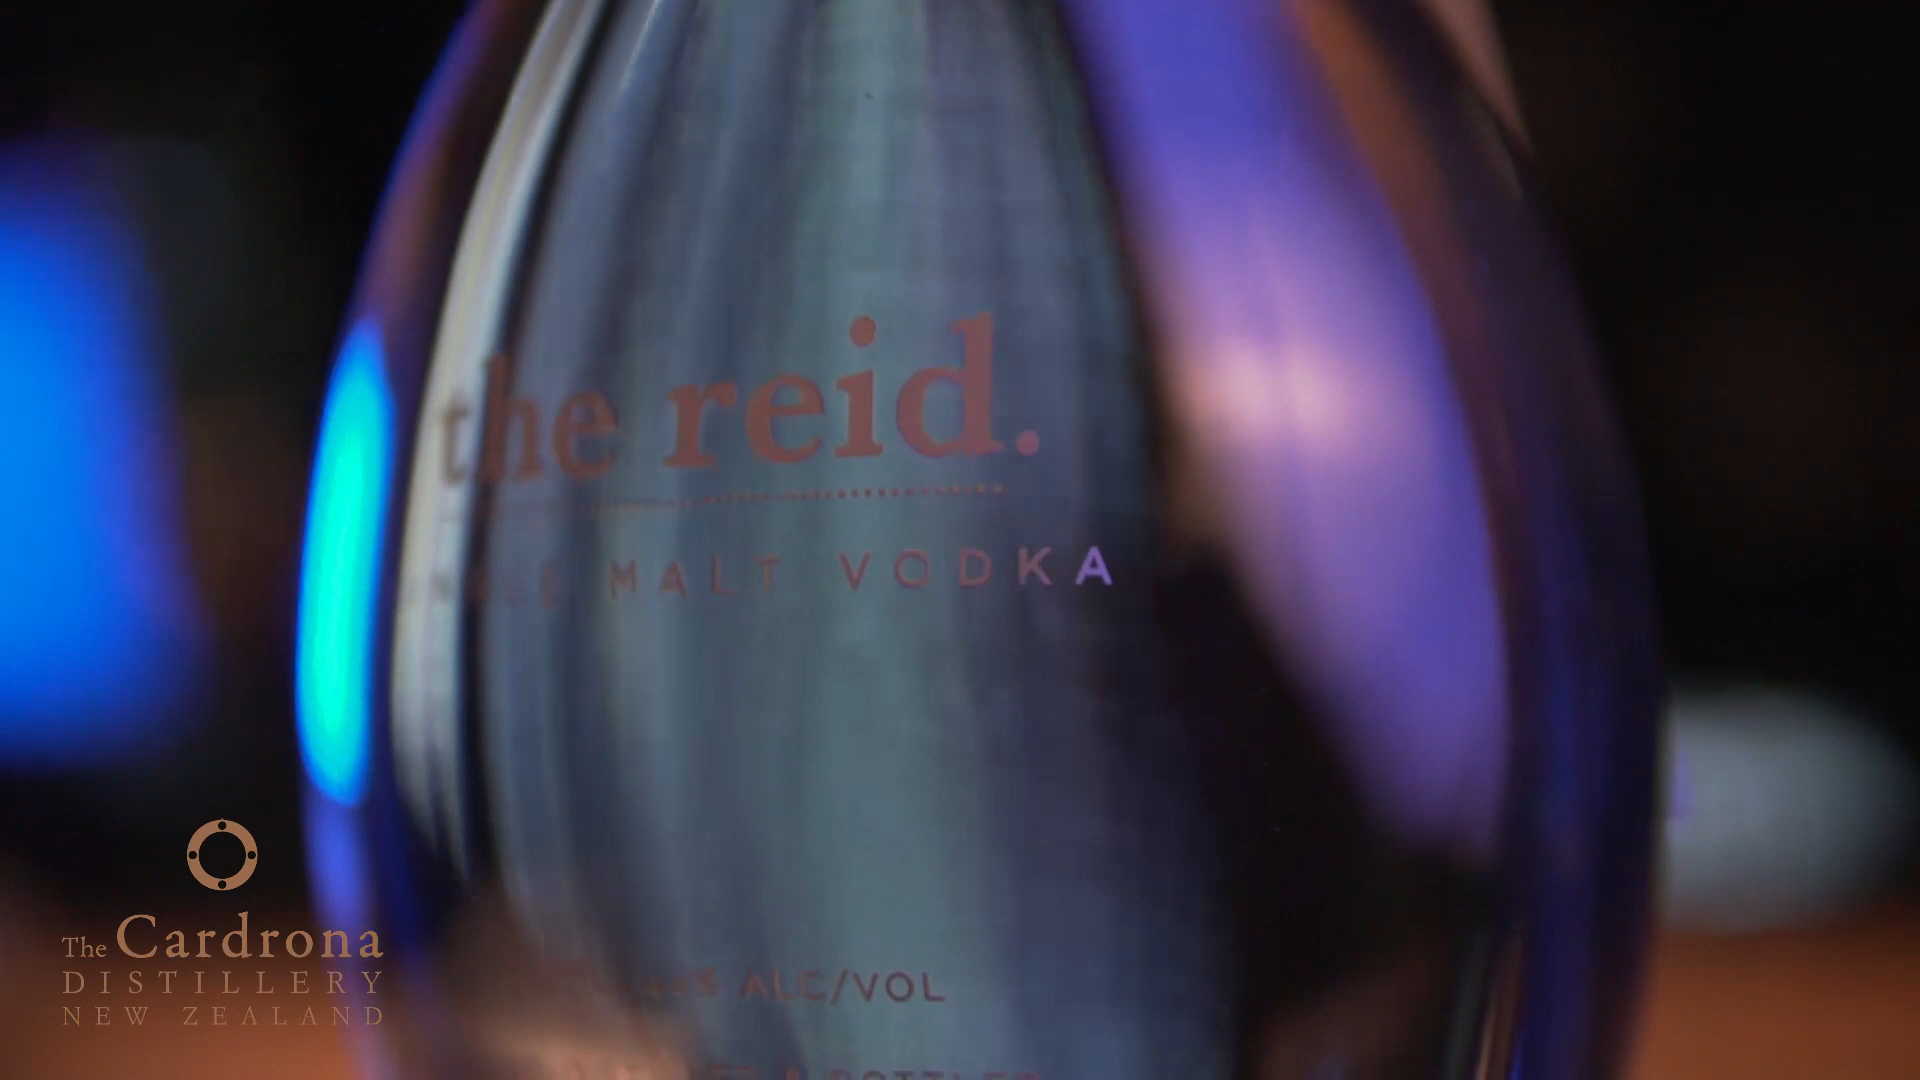 the reid.
MALT VODKA
ALC/VOL
The Cardrona
DISTILLERY
NEW ZEALAND